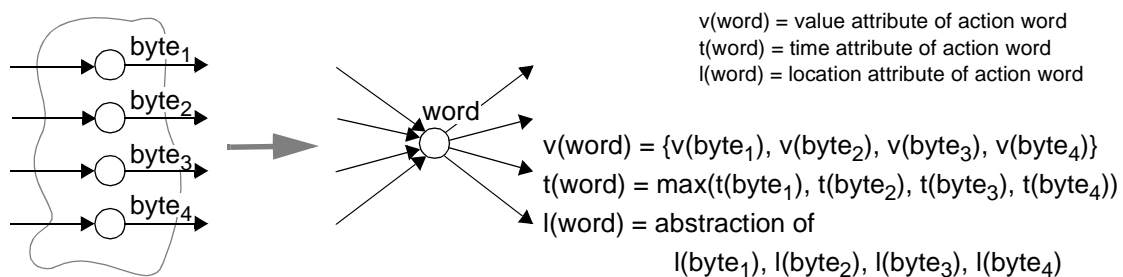 byte1
byte2
byte3
byte4
word
v(word) = value attribute of action word
t(word) = time attribute of action word
l(word) = location attribute of action word
v(word) = {v(byte1), v(byte2), v(byte3), v(byte4)}
t(word) = max(t(byte1), t(byte2), t(byte3), t(byte4))
l(word) = abstraction of
l(byte1), l(byte2), l(byte3), l(byte4)